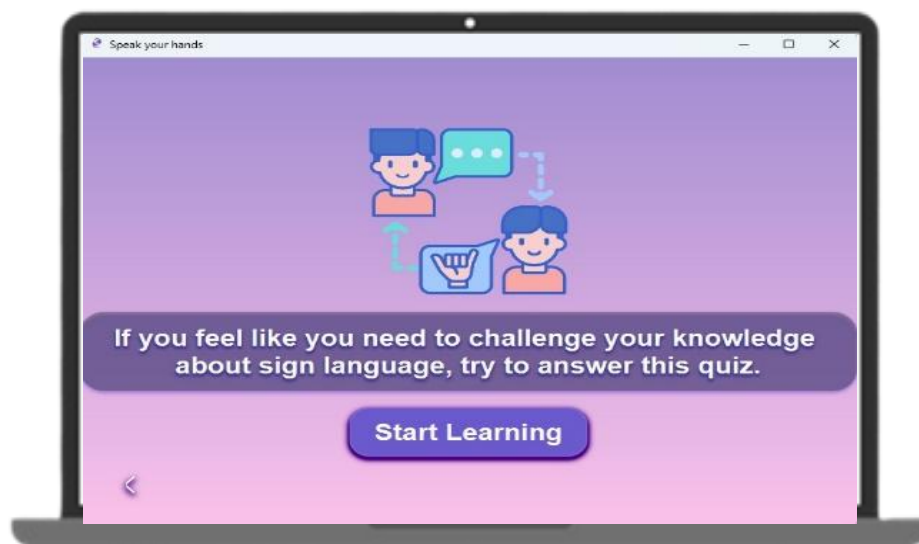 Speak your hands
If you feel like you need to challenge your knowledge
about sign language, try to answer this quiz.
Start Learning